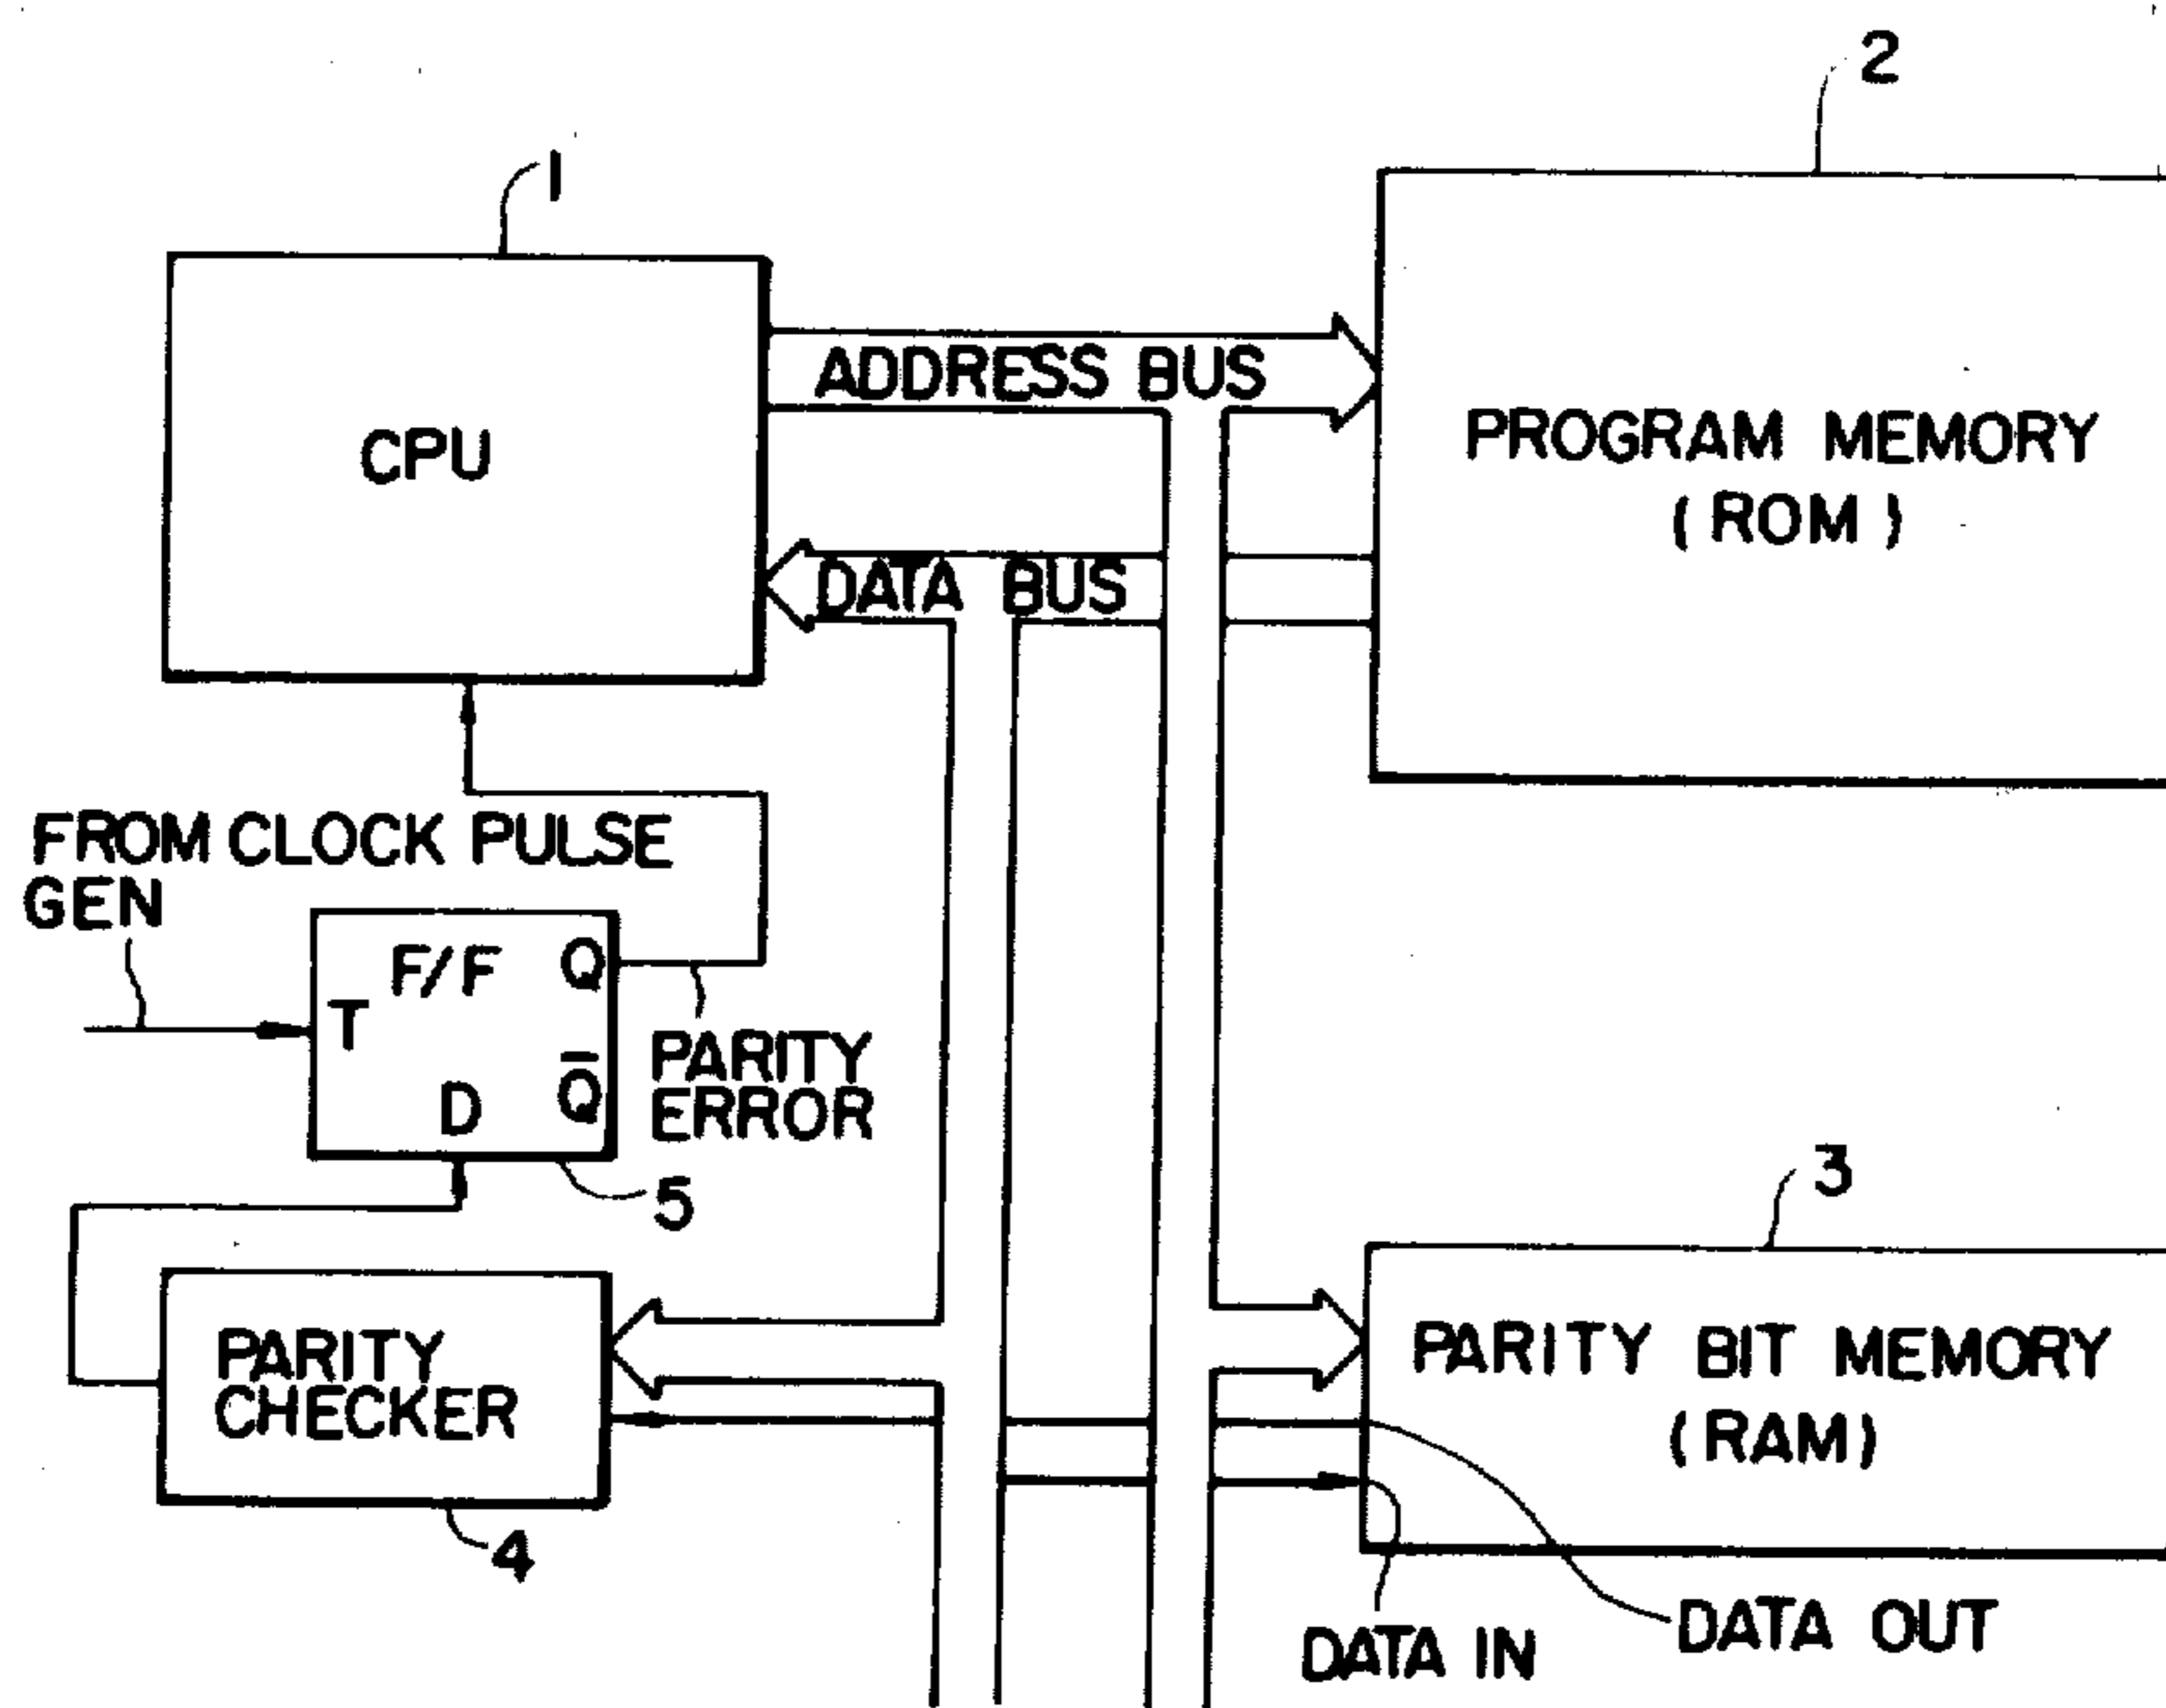 2
1
ADDRESS BUS
CPU
PROGRAM MEMORY
(ROM)
DATA BUS
FROM CLOCK PULSE
GEN
F/F
Q
T
D
Q̅
PARITY
ERROR
5
3
PARITY
CHECKER
PARITY BIT MEMORY
(RAM)
4
DATA IN
DATA OUT